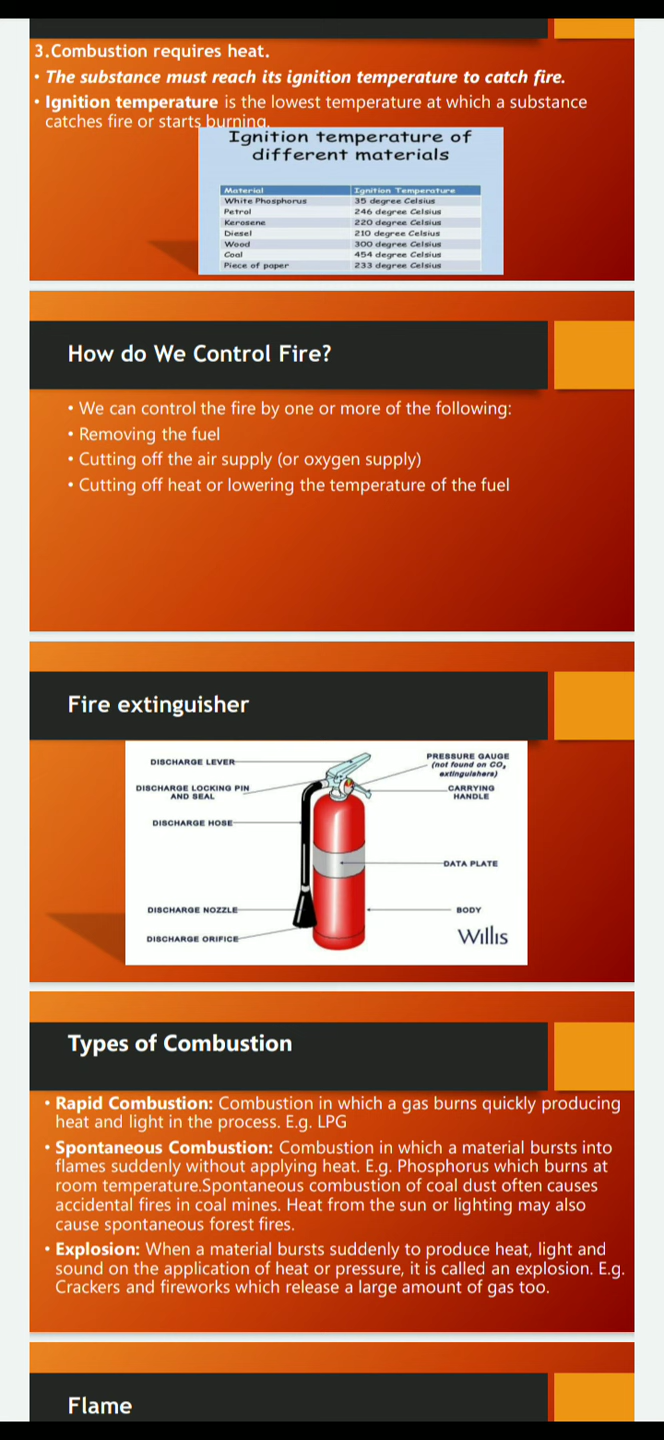 3.Combustion requires heat.
• The substance must reach its ignition temperature to catch fire.
• Ignition temperature is the lowest temperature at which a substance
catches fire or starts burning.
Ignition temperature of
different materials
Material Ignition Temperature
White Phosphorus 35 degree Celsius
Petrol 246 degree Celsius
Kerosene 220 degree Celsius
Diesel 210 degree Celsius
Wood 300 degree Celsius
Coal 454 degree Celsius
Piece of paper 233 degree Celsius
How do We Control Fire?
• We can control the fire by one or more of the following:
• Removing the fuel
• Cutting off the air supply (or oxygen supply)
• Cutting off heat or lowering the temperature of the fuel
Fire extinguisher
DISCHARGE LEVER
DISCHARGE LOCKING PIN
AND SEAL
DISCHARGE HOSE
DISCHARGE NOZZLE
DISCHARGE ORIFICE
PRESSURE GAUGE
(not found on CO₂
extinguishers)
CARRYING
HANDLE
DATA PLATE
BODY
Willis
Types of Combustion
• Rapid Combustion: Combustion in which a gas burns quickly producing
heat and light in the process. E.g. LPG
• Spontaneous Combustion: Combustion in which a material bursts into
flames suddenly without applying heat. E.g. Phosphorus which burns at
room temperature.Spontaneous combustion of coal dust often causes
accidental fires in coal mines. Heat from the sun or lighting may also
cause spontaneous forest fires.
• Explosion: When a material bursts suddenly to produce heat, light and
sound on the application of heat or pressure, it is called an explosion. E.g.
Crackers and fireworks which release a large amount of gas too.
Flame